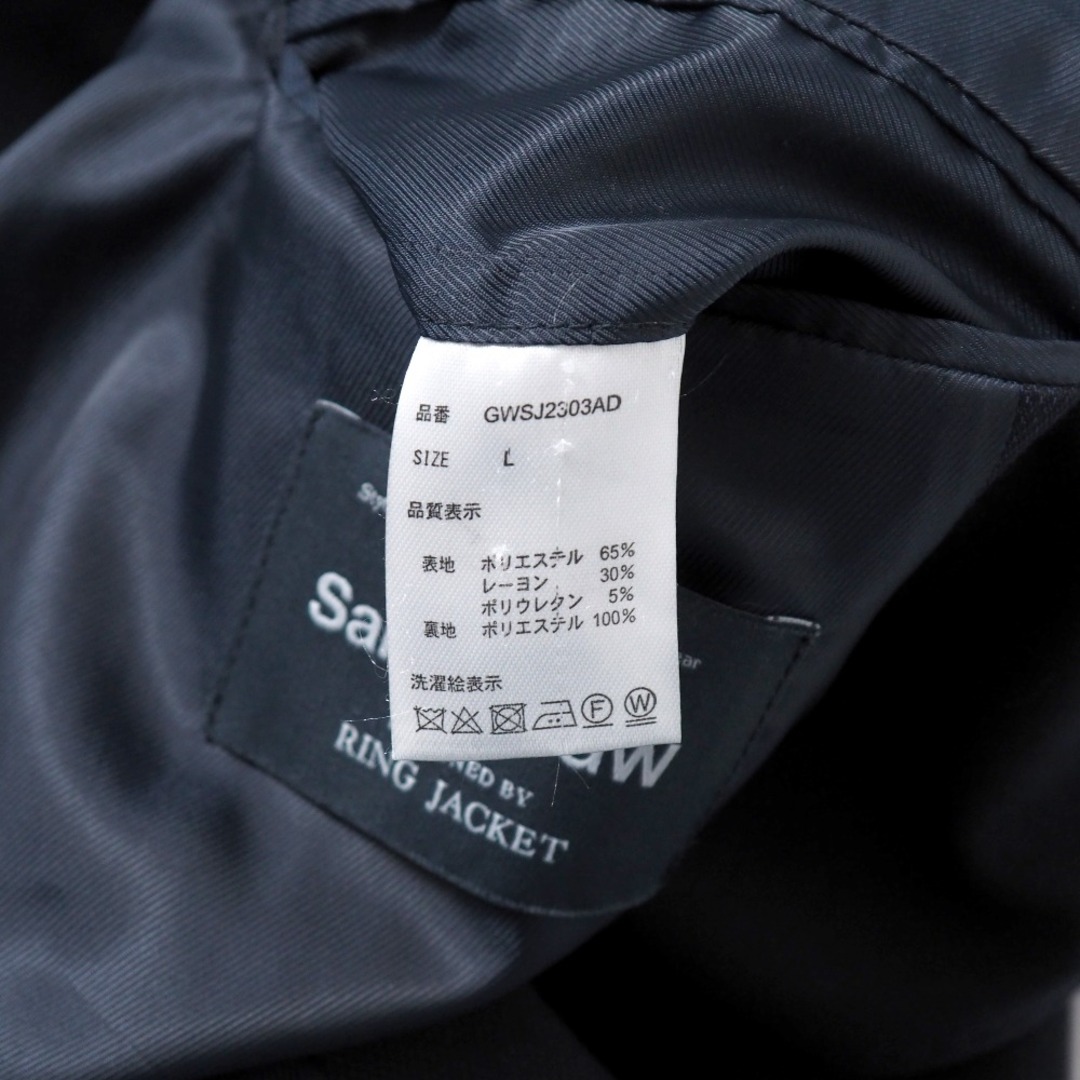 品番 GWSJ2303AD
SIZE L
品質表示
表地 ポリエステル 65%
レーヨン 30%
ポリウレタン 5%
裏地 ポリエステル 100%
洗濯絵表示
F W
RING JACKET
BY